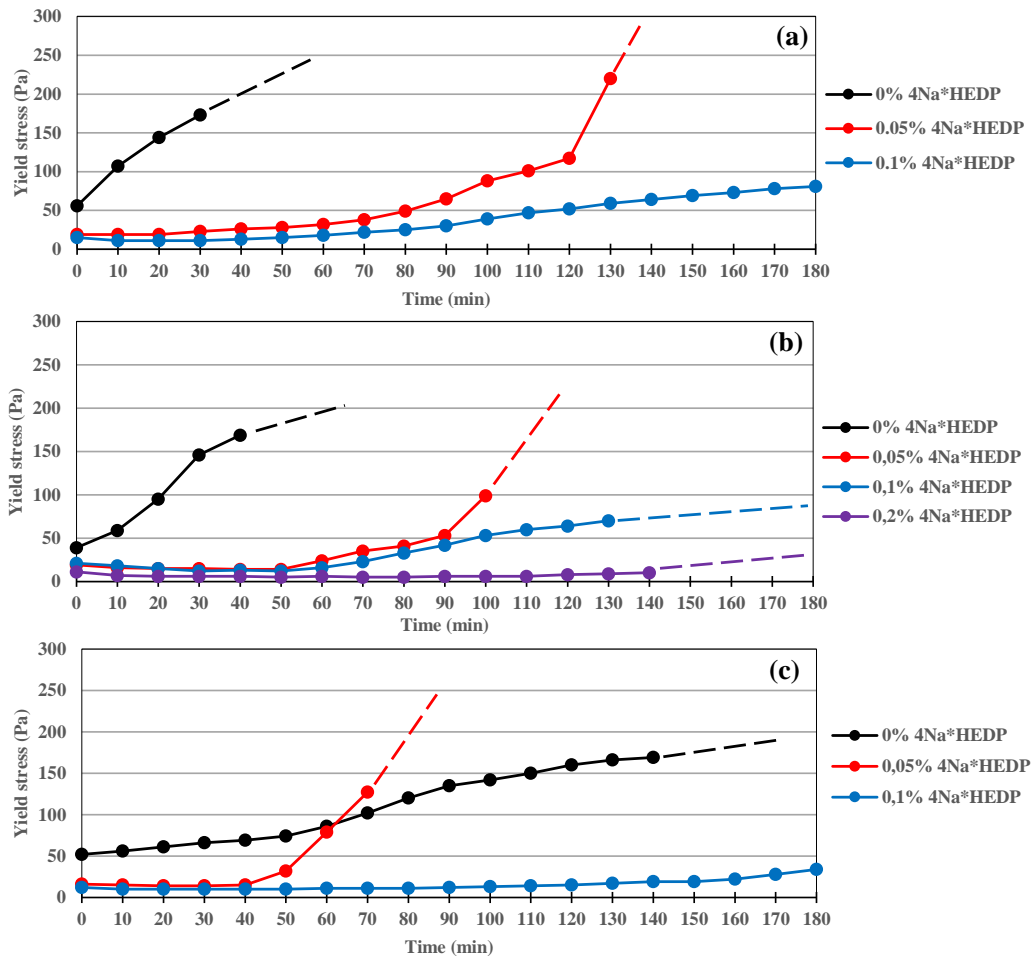 (a)
Yield stress (Pa)
300
250
200
150
100
50
0
0 10 20 30 40 50 60 70 80 90 100 110 120 130 140 150 160 170 180
Time (min)
0% 4Na*HEDP
0.05% 4Na*HEDP
0.1% 4Na*HEDP
(b)
Yield stress (Pa)
300
250
200
150
100
50
0
0 10 20 30 40 50 60 70 80 90 100 110 120 130 140 150 160 170 180
Time (min)
0% 4Na*HEDP
0,05% 4Na*HEDP
0,1% 4Na*HEDP
0,2% 4Na*HEDP
(c)
Yield stress (Pa)
300
250
200
150
100
50
0
0 10 20 30 40 50 60 70 80 90 100 110 120 130 140 150 160 170 180
Time (min)
0% 4Na*HEDP
0,05% 4Na*HEDP
0,1% 4Na*HEDP